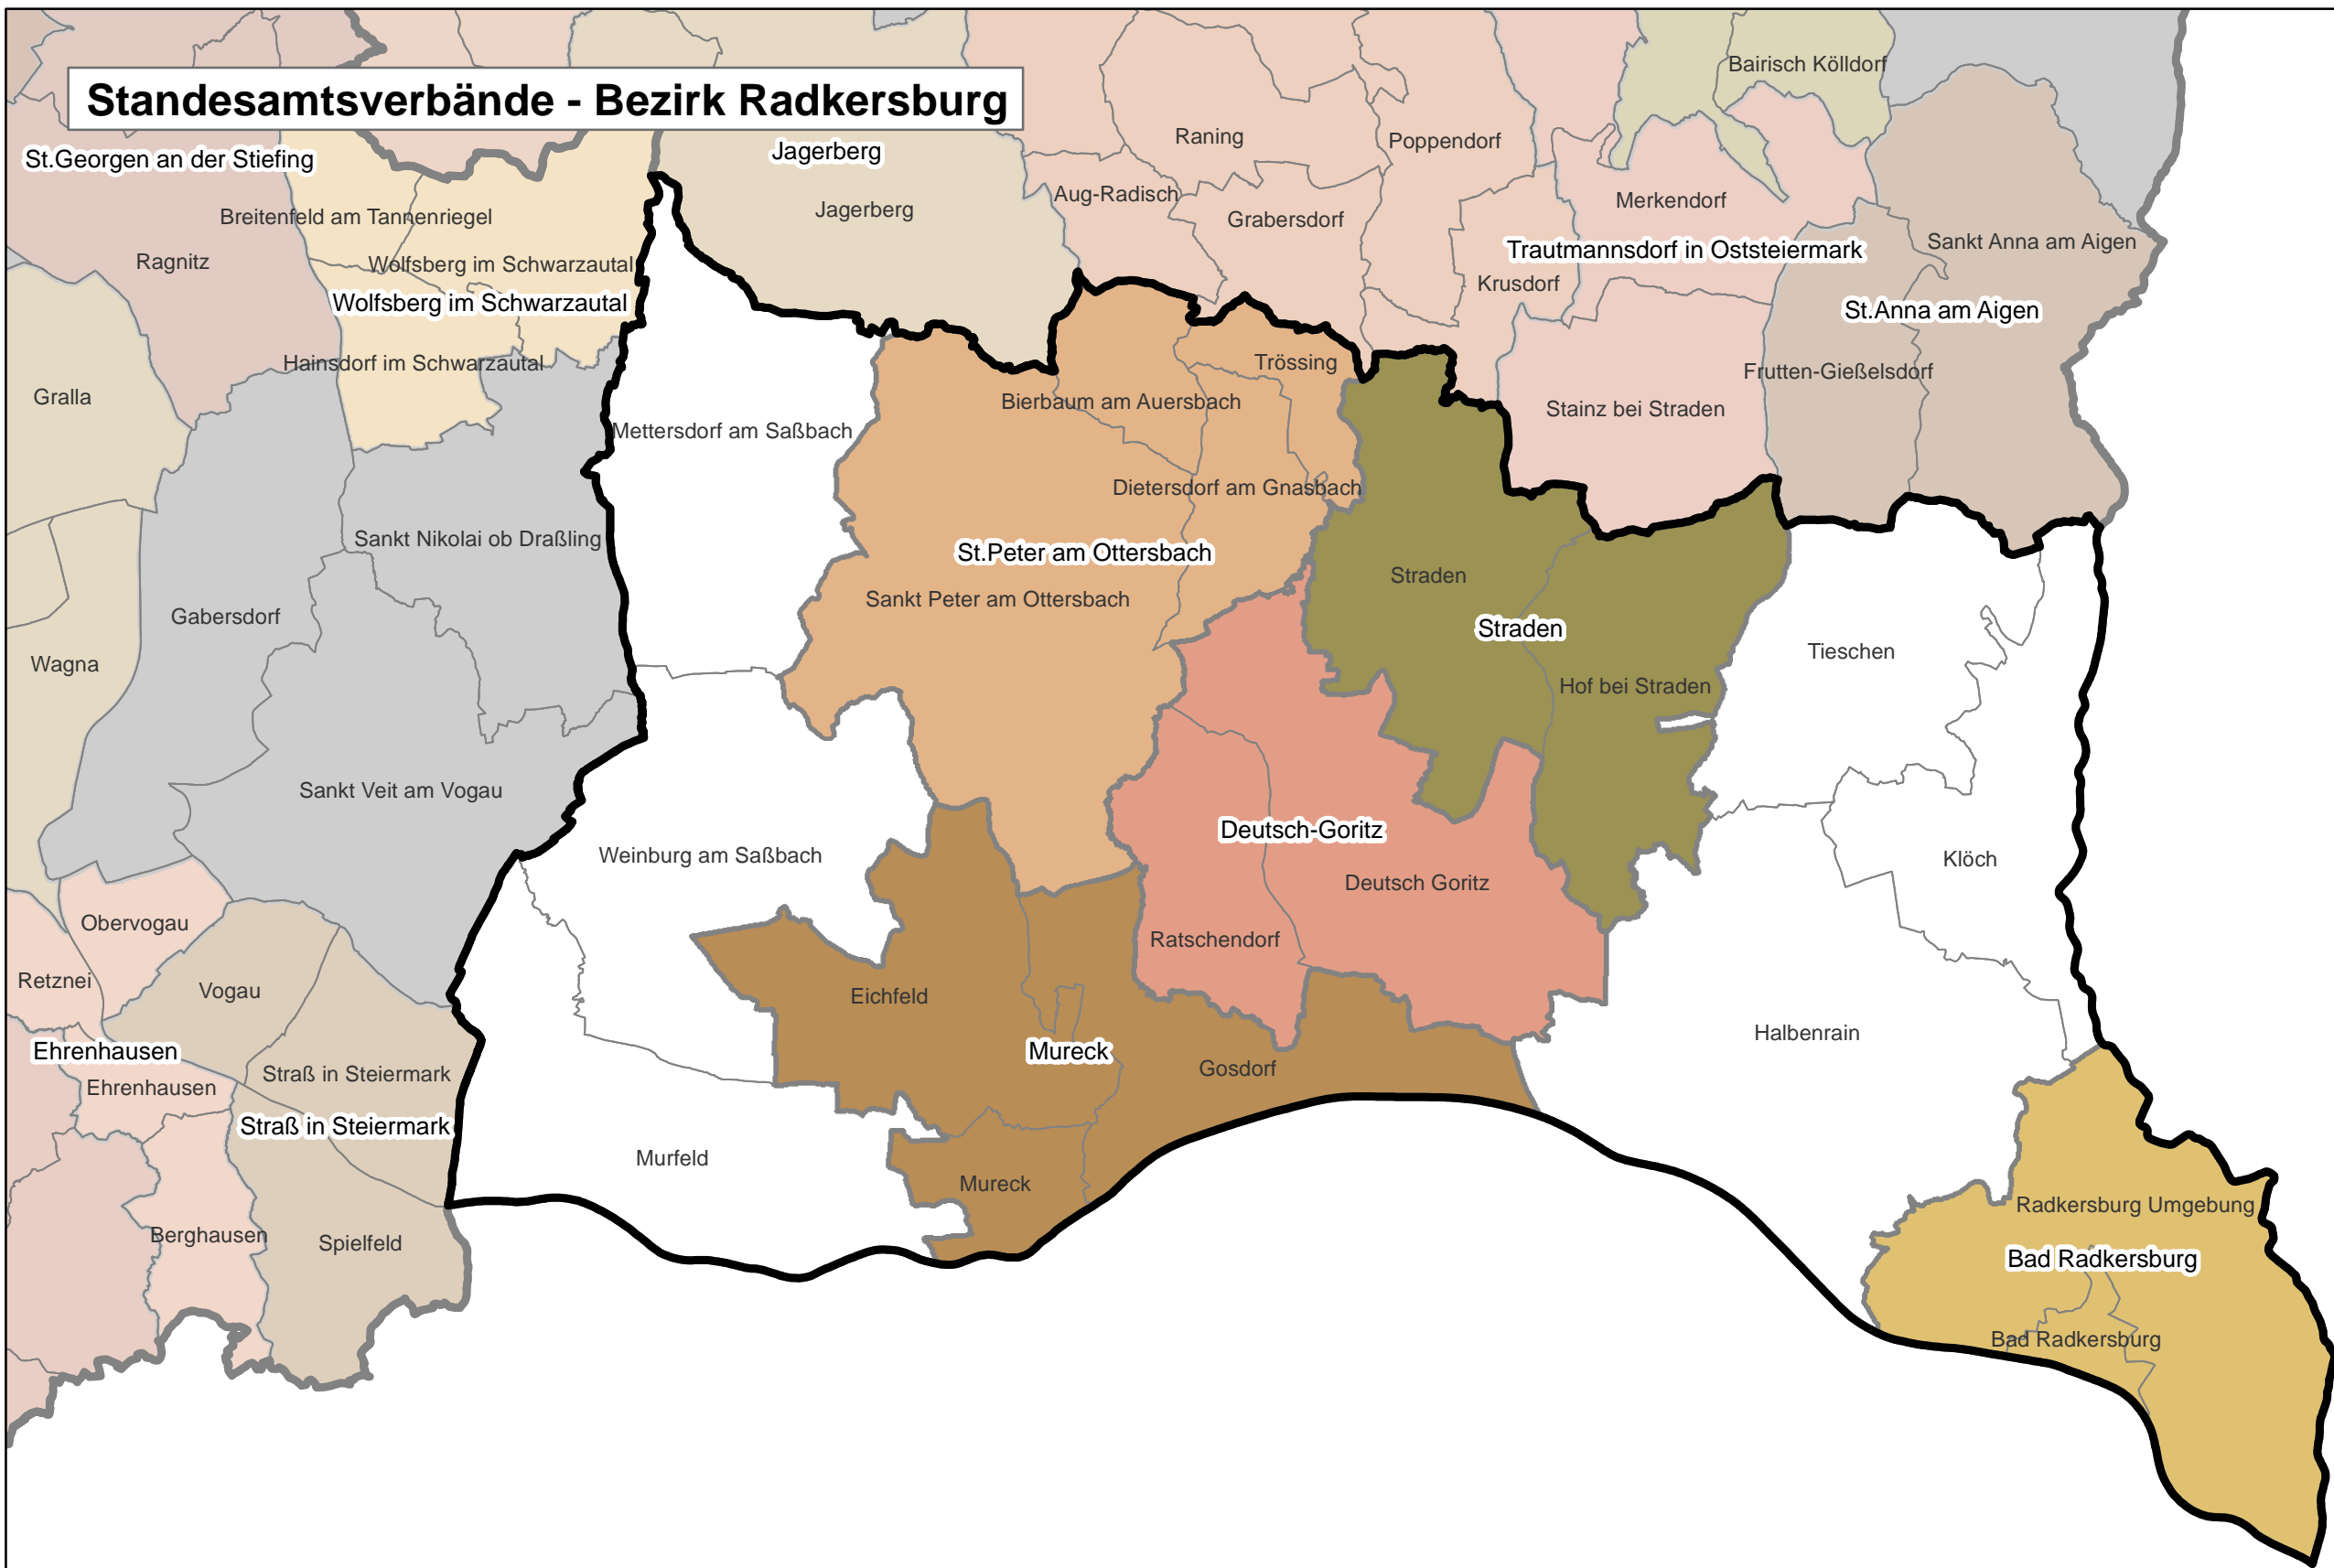 Standesamtsverbände - Bezirk Radkersburg
Bairisch Kölldorf
St.Georgen an der Stiefing
Jagerberg
Raning
Poppendorf
Breitenfeld am Tannenriegel
Jagerberg
Aug-Radisch
Grabersdorf
Merkendorf
Ragnitz
Wolfsberg im Schwarzautal
Trautmannsdorf in Oststeiermark
Sankt Anna am Aigen
Wolfsberg im Schwarzautal
Krusdorf
St.Anna am Aigen
Hainsdorf im Schwarzautal
Trössing
Frutten-Gießelsdorf
Gralla
Bierbaum am Auersbach
Stainz bei Straden
Mettersdorf am Saßbach
Dietersdorf am Gnasbach
Sankt Nikolai ob Draßling
St.Peter am Ottersbach
Straden
Gabersdorf
Sankt Peter am Ottersbach
Straden
Wagna
Tieschen
Hof bei Straden
Sankt Veit am Vogau
Deutsch-Goritz
Weinburg am Saßbach
Klöch
Deutsch Goritz
Obervogau
Ratschendorf
Retznei
Vogau
Eichfeld
Halbenrain
Ehrenhausen
Mureck
Ehrenhausen
Straß in Steiermark
Gosdorf
Straß in Steiermark
Murfeld
Mureck
Radkersburg Umgebung
Berghausen
Spielfeld
Bad Radkersburg
Bad Radkersburg